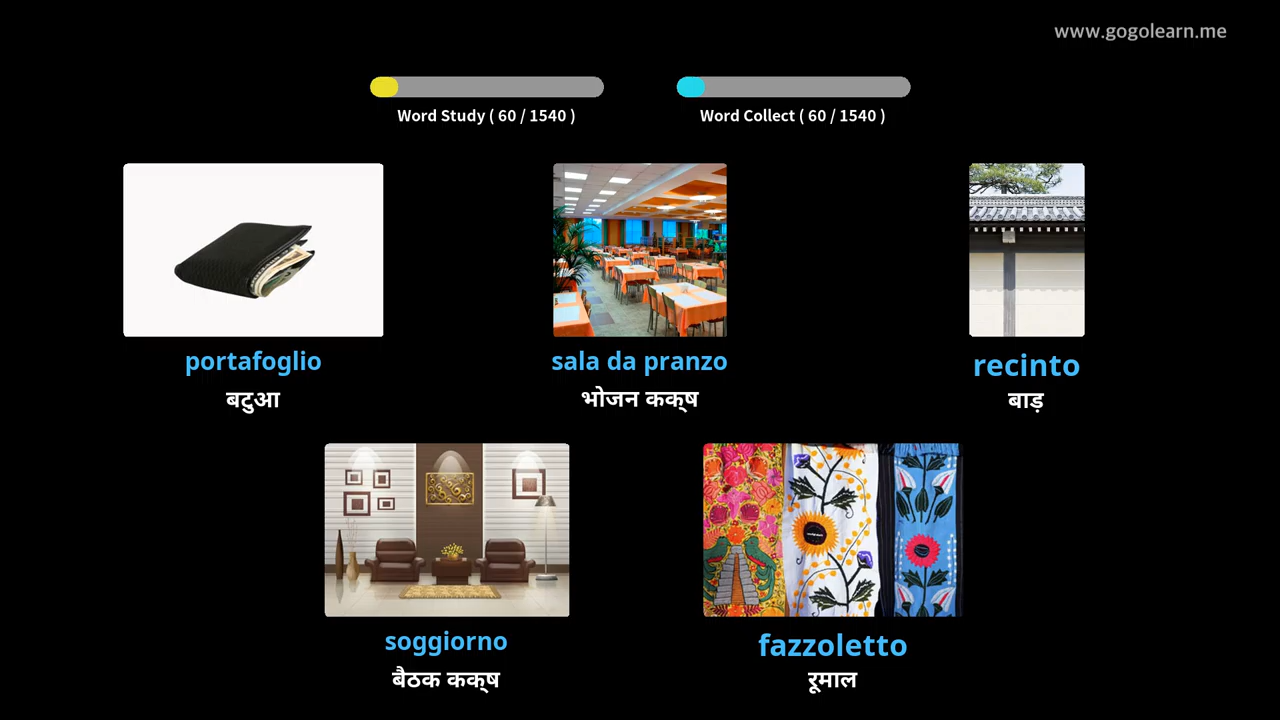 www.gogolearn.me
Word Study ( 60 / 1540 )
Word Collect ( 60 / 1540 )
portafoglio
बटुआ
sala da pranzo
भोजन कक्ष
recinto
बाड़
soggiorno
बैठक कक्ष
fazzoletto
रूमाल